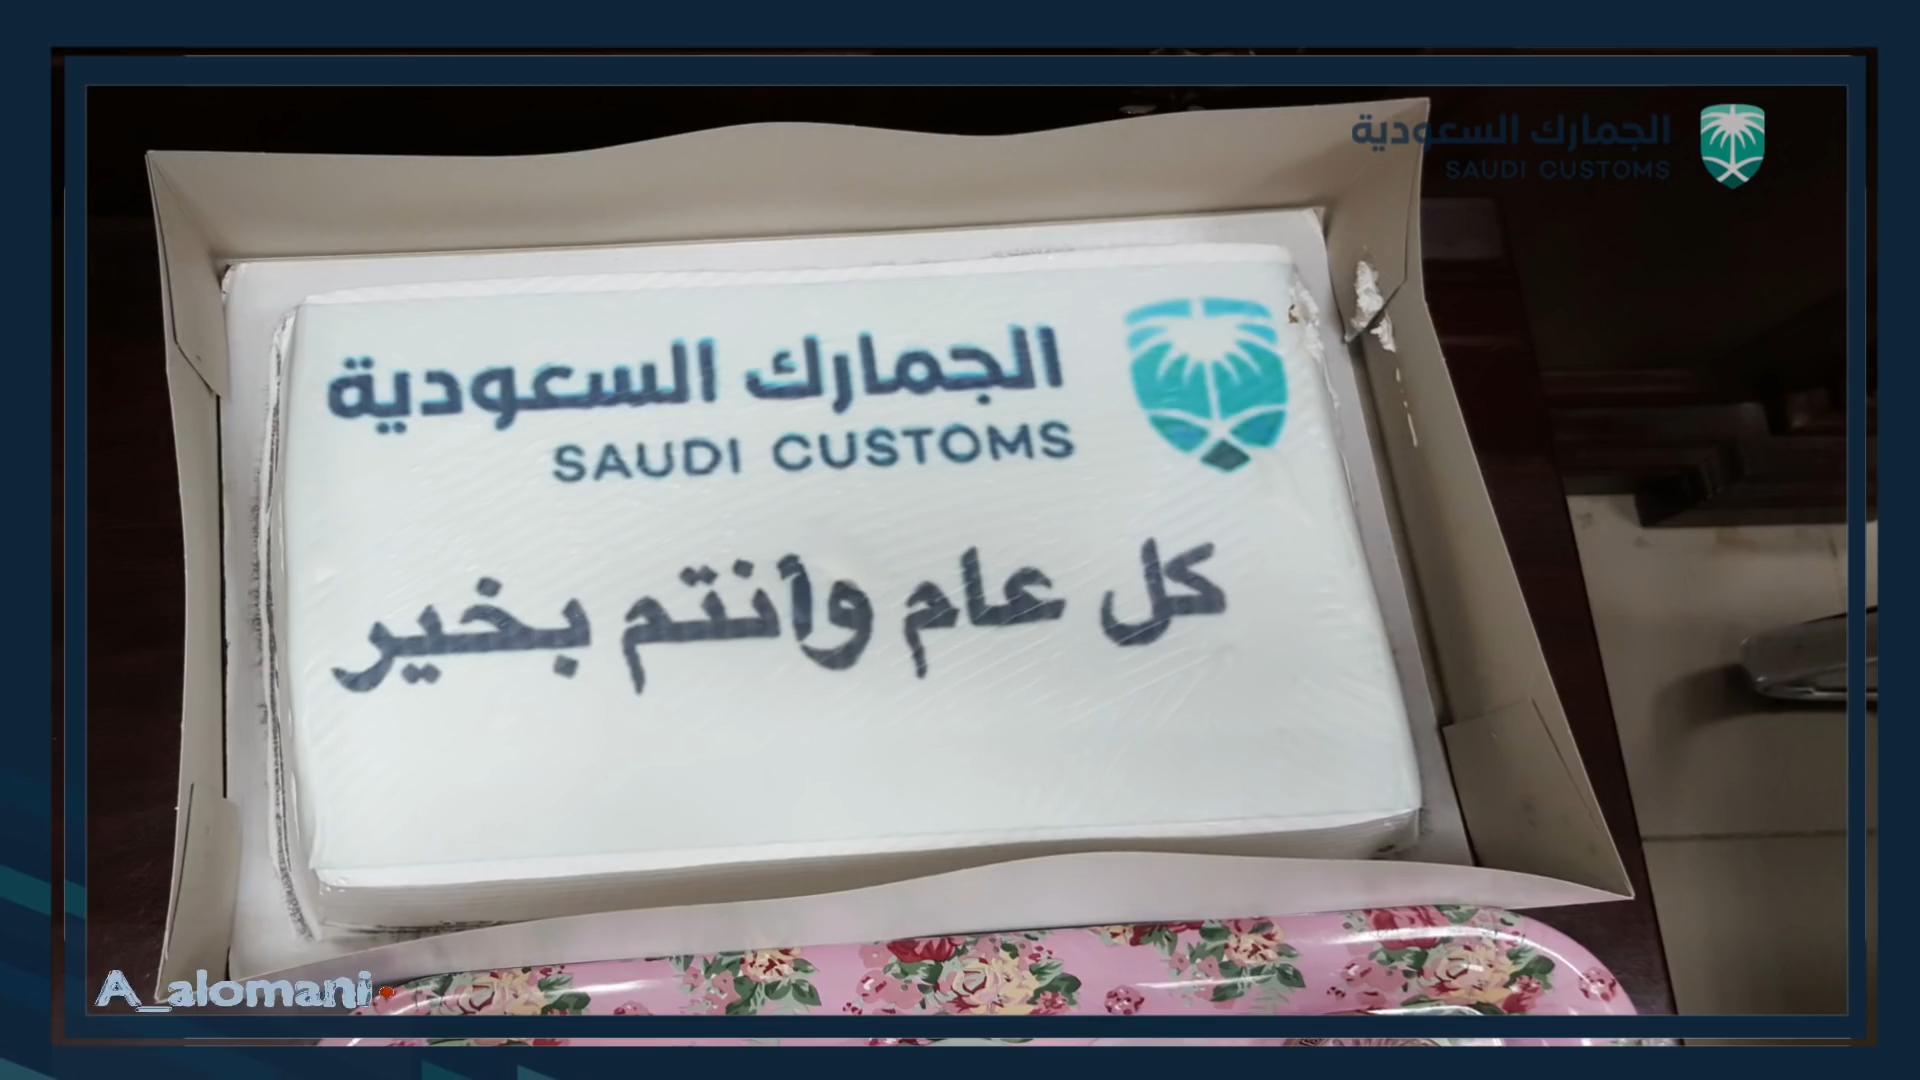 الجمارك السعودية
SAUDI CUSTOMS
الجمارك السعودية
SAUDI CUSTOMS
كل عام وأنتم بخير
A_alomani